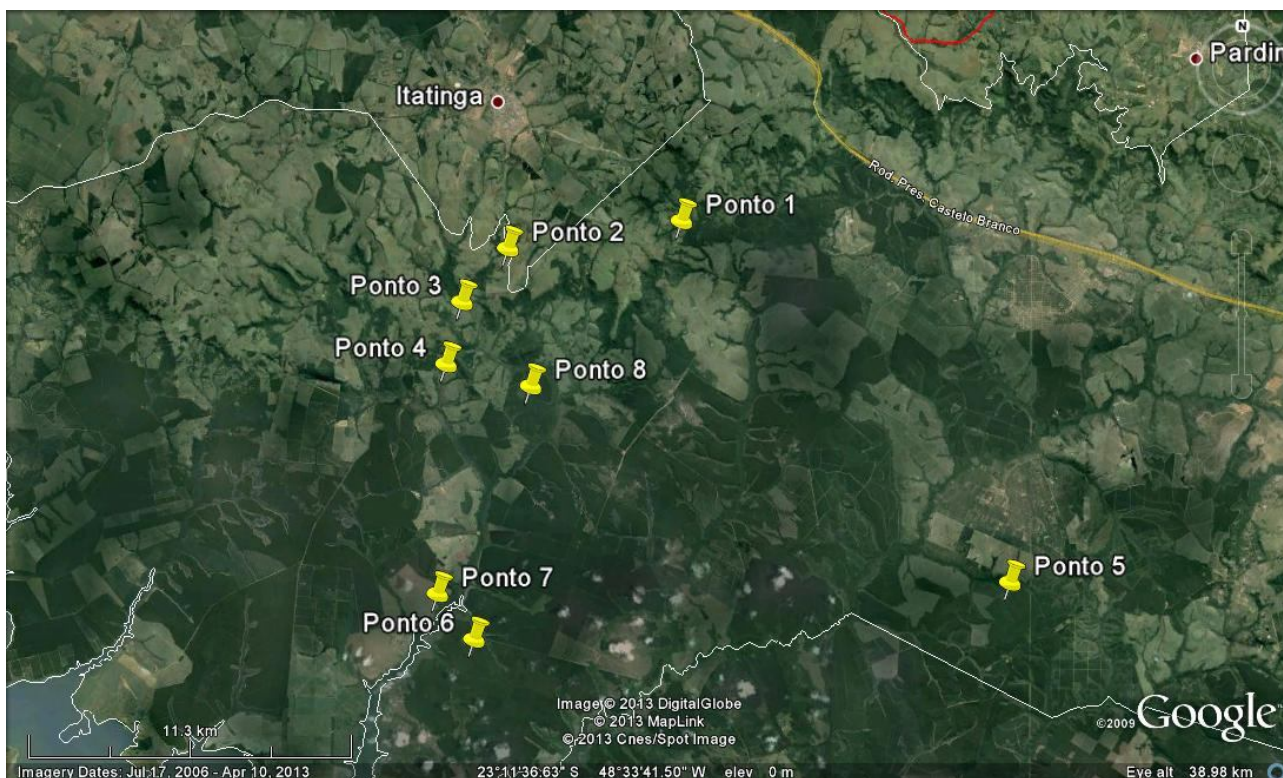 N
Pardin
Itatinga
Rod. Pres. Castelo Branco
Ponto 1
Ponto 2
Ponto 3
Ponto 4
Ponto 8
Ponto 5
Ponto 7
Ponto 6
Image © 2013 DigitalGlobe
© 2013 MapLink
© 2013 Cnes/Spot Image
©2009 Google
11.3 km
Imagery Dates: Jul 17, 2006 - Apr 10, 2013 23°11'36.63" S 48°33'41.50" W elev 0 m Eye alt 38.98 km